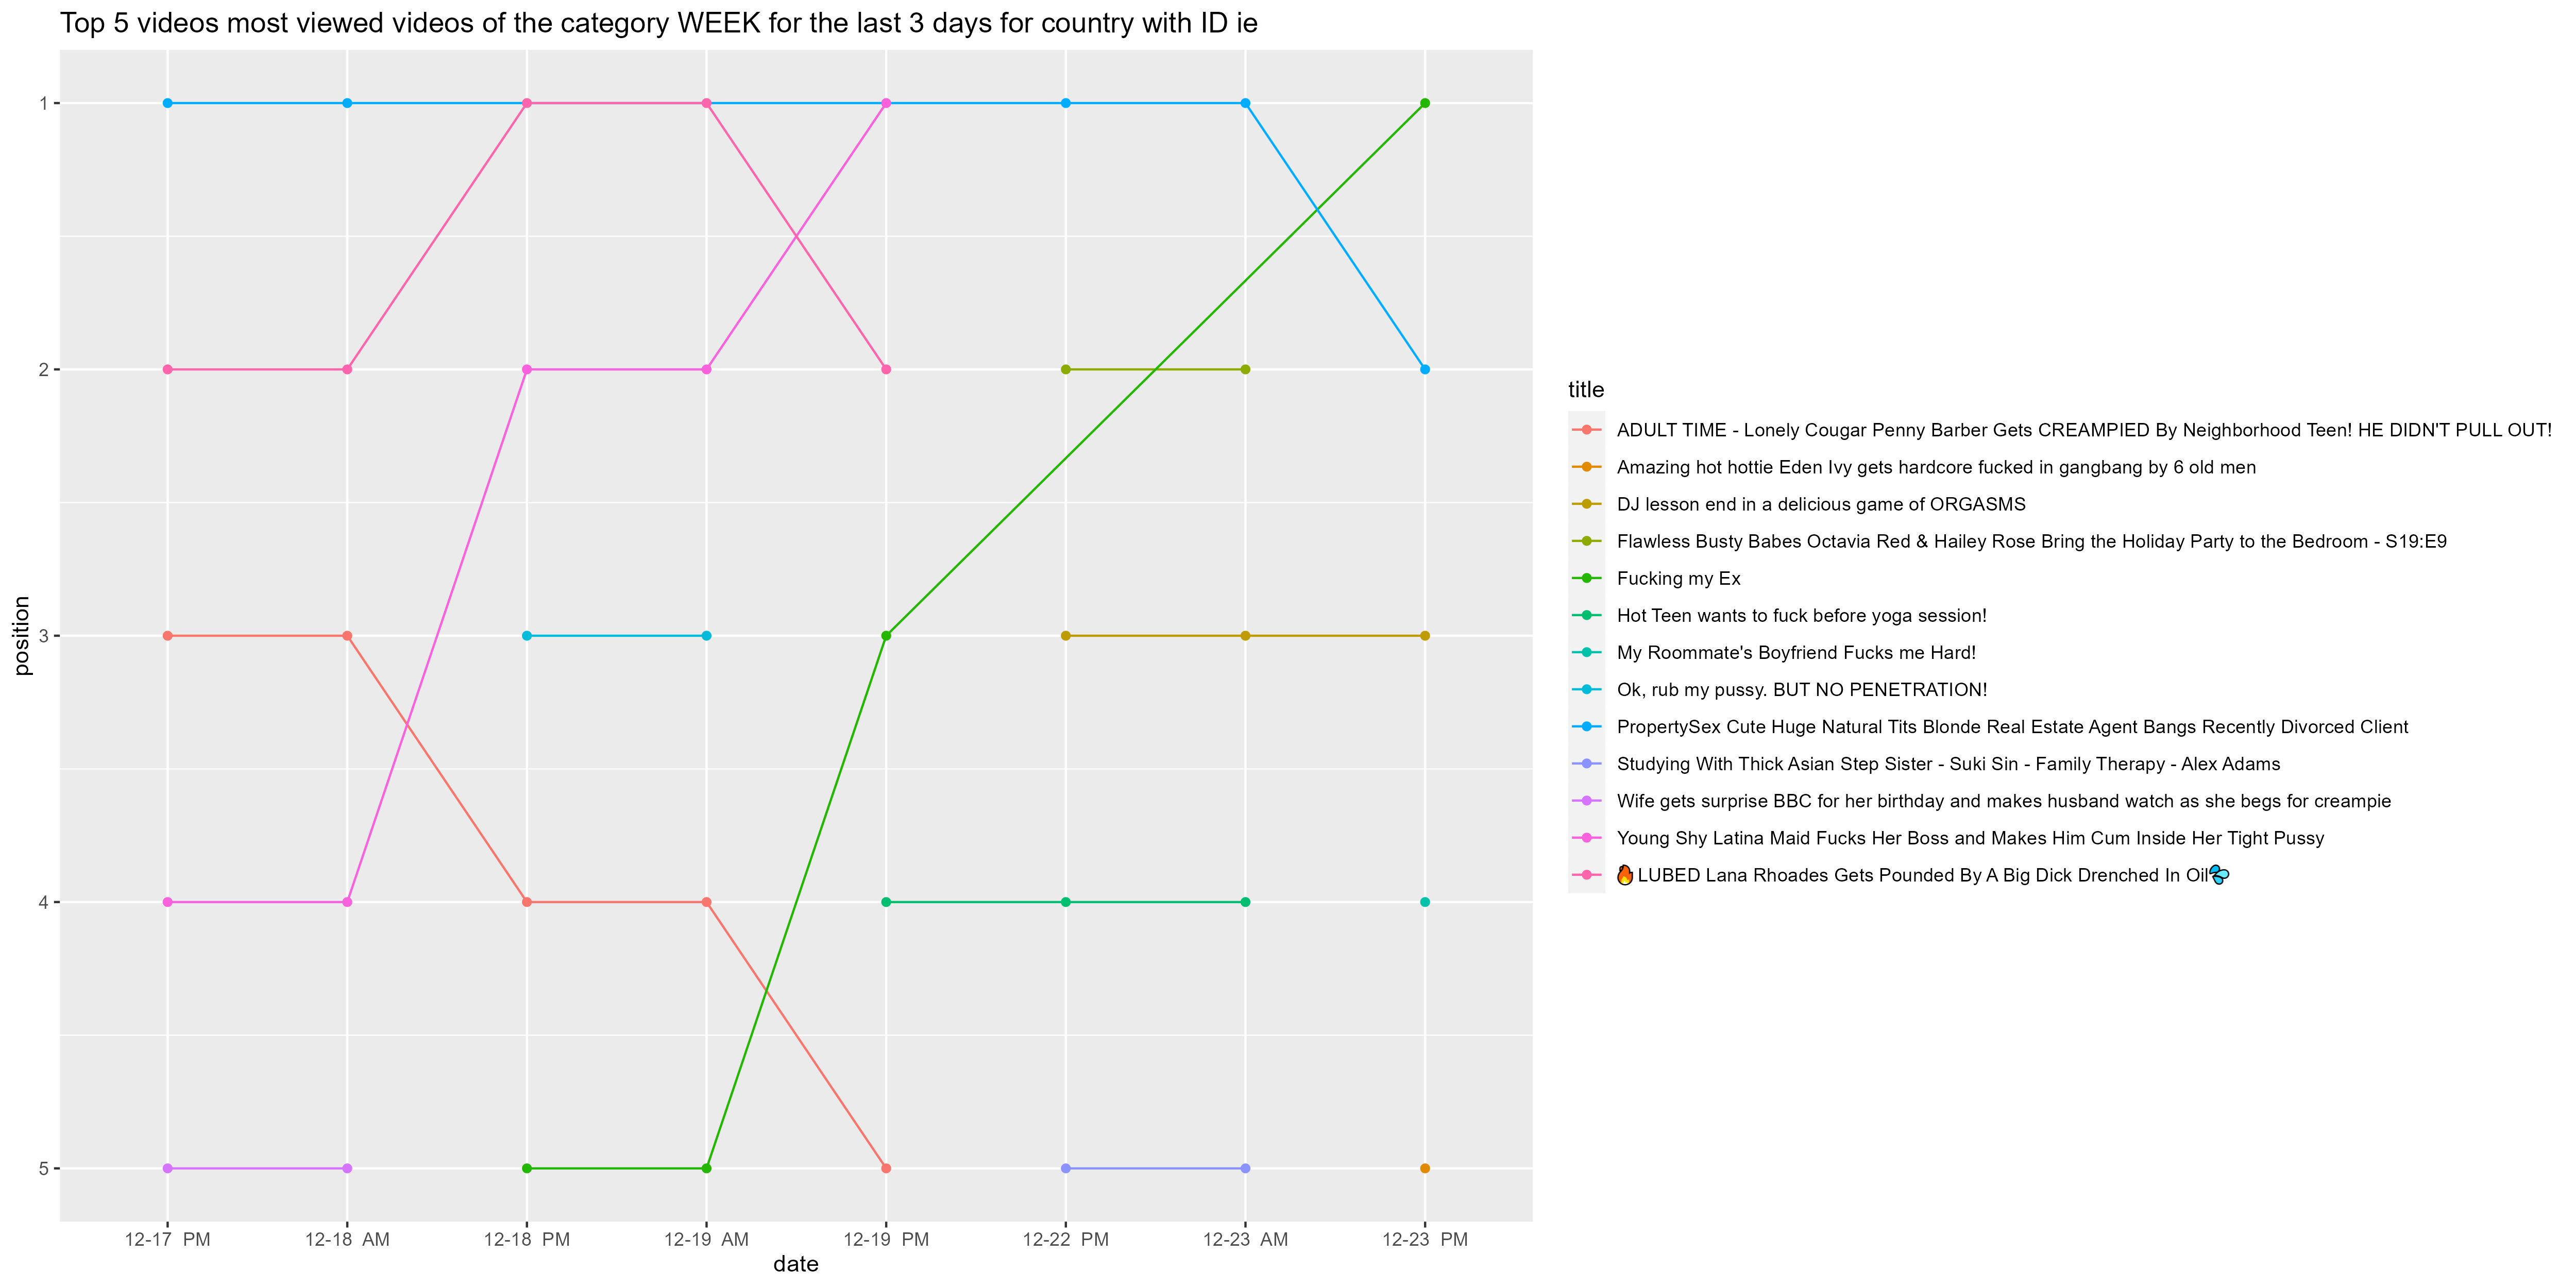 Top 5 videos most viewed videos of the category WEEK for the last 3 days for country with ID ie
position
1
2
3
4
5
12-17 PM
12-18 AM
12-18 PM
12-19 AM
12-19 PM
12-22 PM
12-23 AM
12-23 PM
date
title
ADULT TIME - Lonely Cougar Penny Barber Gets CREAMPIED By Neighborhood Teen! HE DIDN'T PULL OUT!
Amazing hot hottie Eden Ivy gets hardcore fucked in gangbang by 6 old men
DJ lesson end in a delicious game of ORGASMS
Flawless Busty Babes Octavia Red & Hailey Rose Bring the Holiday Party to the Bedroom - S19:E9
Fucking my Ex
Hot Teen wants to fuck before yoga session!
My Roommate's Boyfriend Fucks me Hard!
Ok, rub my pussy. BUT NO PENETRATION!
PropertySex Cute Huge Natural Tits Blonde Real Estate Agent Bangs Recently Divorced Client
Studying With Thick Asian Step Sister - Suki Sin - Family Therapy - Alex Adams
Wife gets surprise BBC for her birthday and makes husband watch as she begs for creampie
Young Shy Latina Maid Fucks Her Boss and Makes Him Cum Inside Her Tight Pussy
🔥LUBED Lana Rhoades Gets Pounded By A Big Dick Drenched In Oil💦